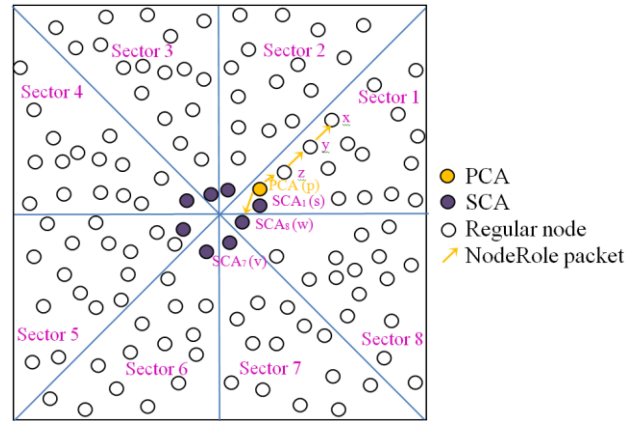 Sector 3
Sector 2
Sector 4
Sector 1
x
y
z
PCA (p)
SCA₁ (s)
SCA₈ (w)
SCA₇ (v)
Sector 5
Sector 6
Sector 7
Sector 8
PCA
SCA
Regular node
NodeRole packet